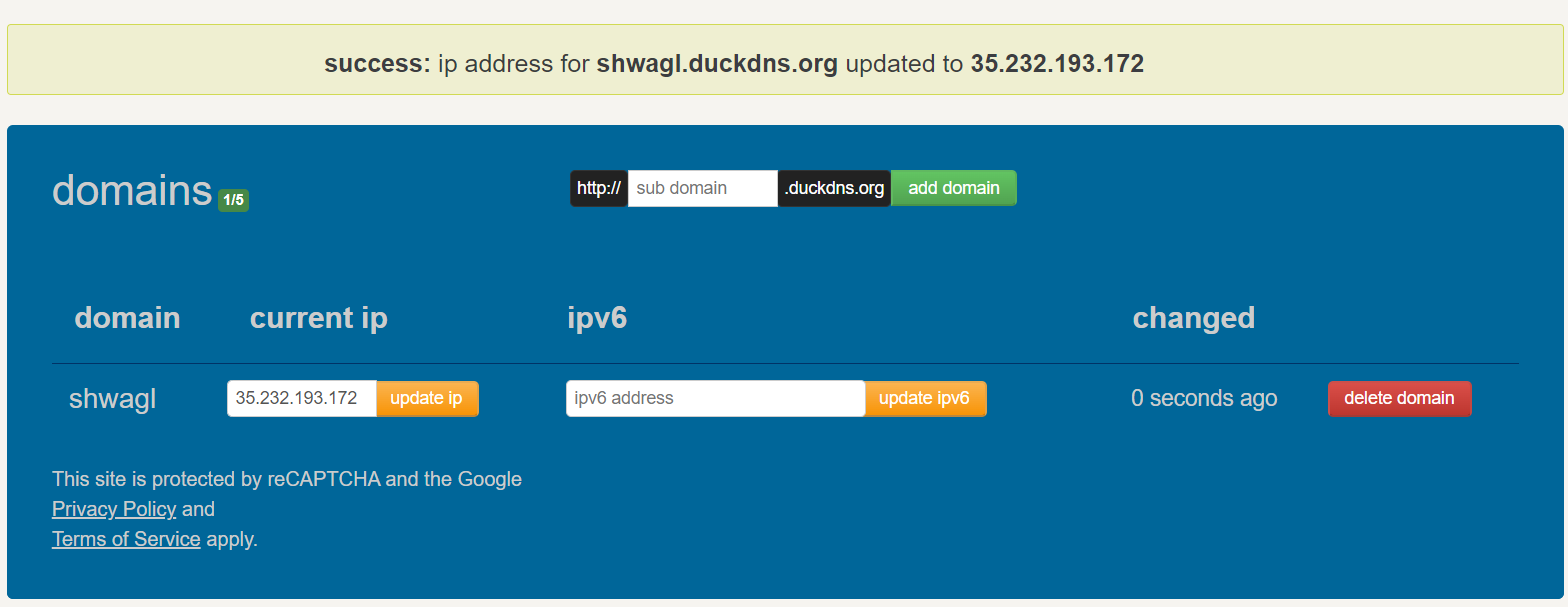 success: ip address for shwagl.duckdns.org updated to 35.232.193.172
domains 1/5
http:// sub domain .duckdns.org add domain
domain current ip ipv6 changed
shwagl 35.232.193.172 update ip ipv6 address update ipv6 0 seconds ago delete domain
This site is protected by reCAPTCHA and the Google
Privacy Policy and
Terms of Service apply.